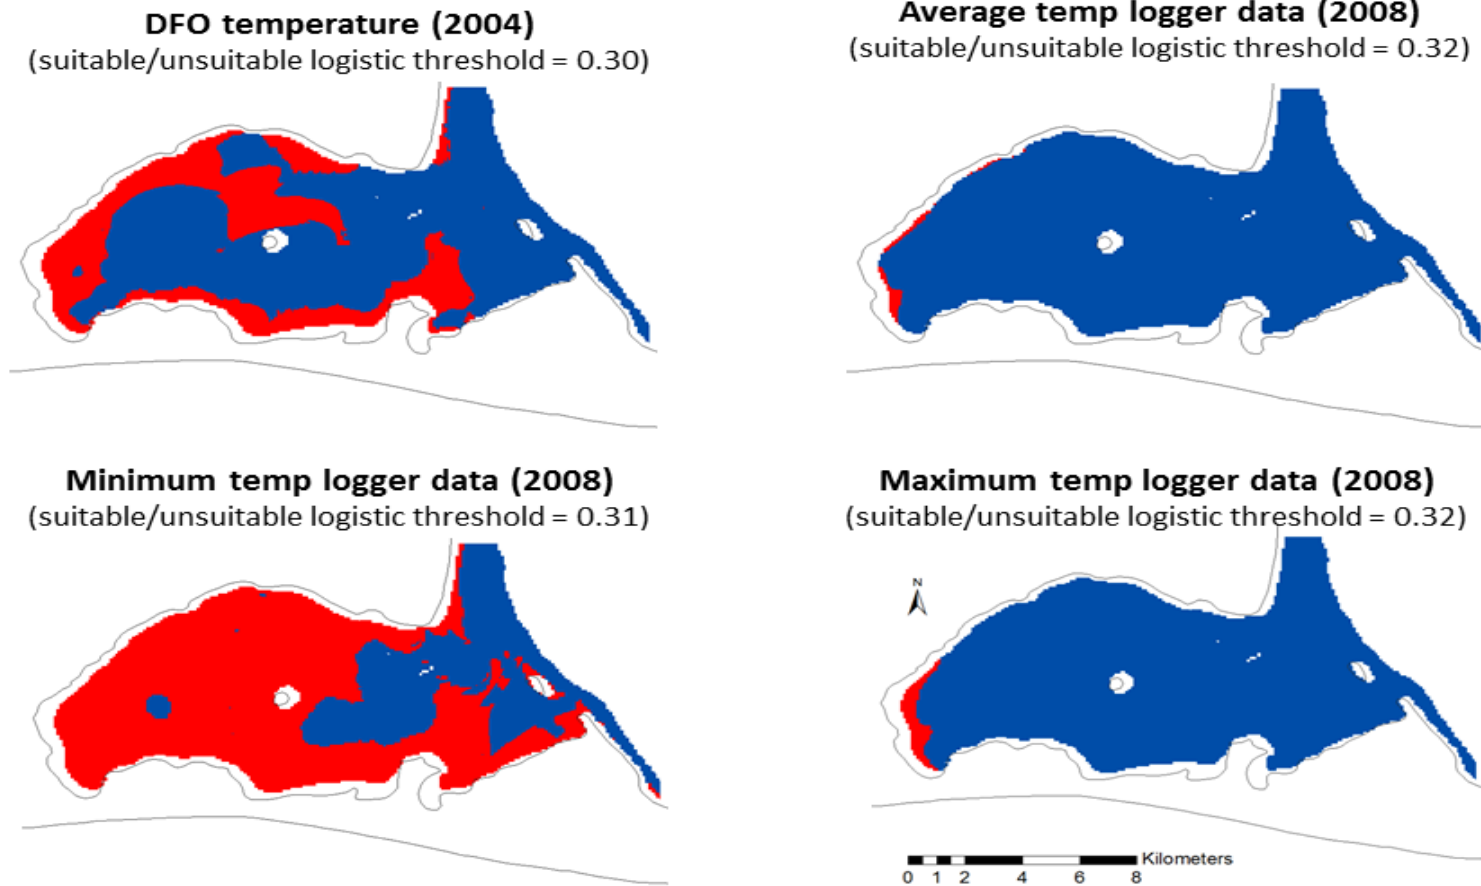 DFO temperature (2004)
(suitable/unsuitable logistic threshold = 0.30)
Average temp logger data (2008)
(suitable/unsuitable logistic threshold = 0.32)
Minimum temp logger data (2008)
(suitable/unsuitable logistic threshold = 0.31)
Maximum temp logger data (2008)
(suitable/unsuitable logistic threshold = 0.32)
N
Kilometers
0 1 2 4 6 8